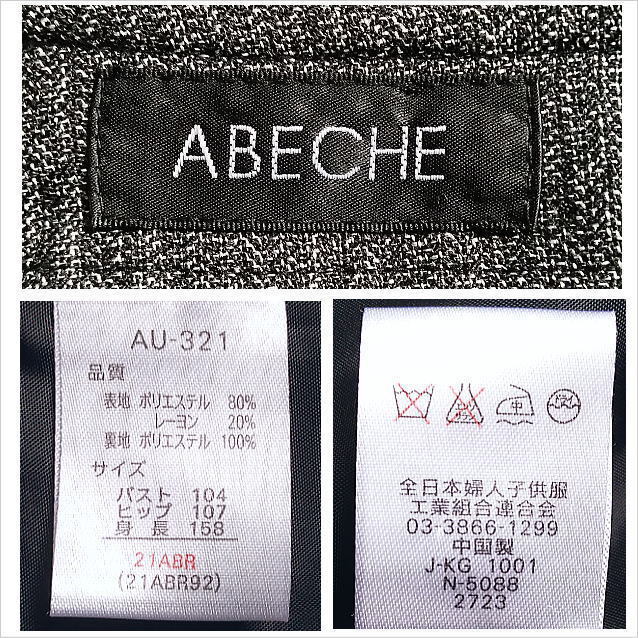 ABECHE
AU-321
品質
表地 ポリエステル 80%
レーヨン 20%
裏地 ポリエステル 100%
サイズ
バスト 104
ヒップ 107
身長 158
21ABR
(21ABR92)
中
全日本婦人子供服
工業組合連合会
03-3866-1299
中国製
J-KG 1001
N-5088
2723